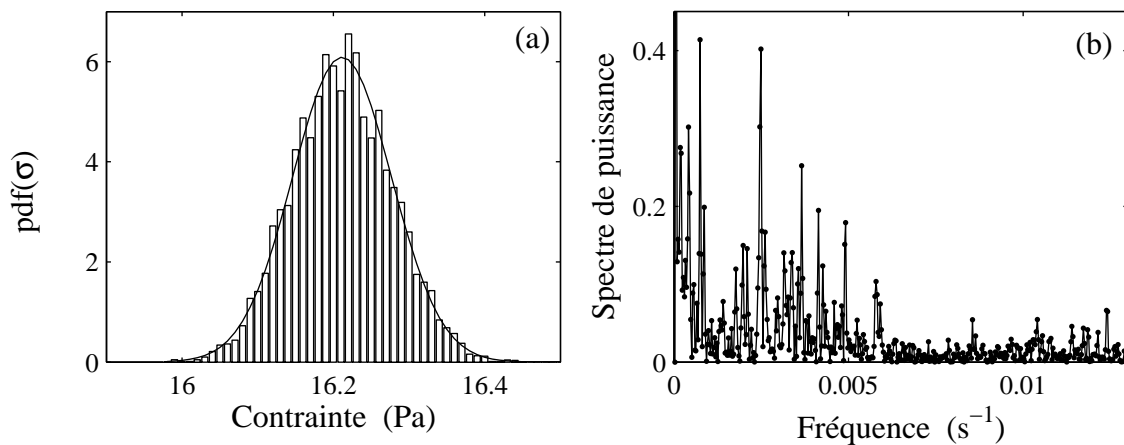 (a)
6
4
2
0
pdf(σ)
16
16.2
16.4
Contrainte (Pa)
(b)
0.4
0.2
0
Spectre de puissance
0
0.005
0.01
Fréquence (s⁻¹)